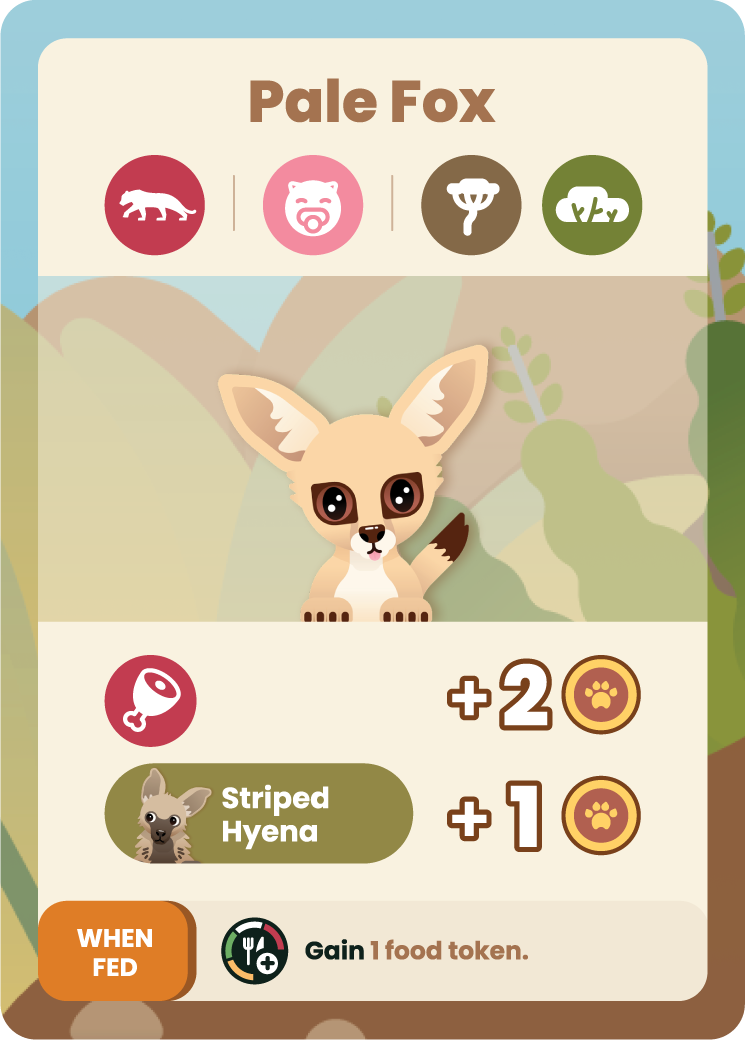 Pale Fox
+2
Striped
Hyena
+1
WHEN
FED
Gain 1 food token.